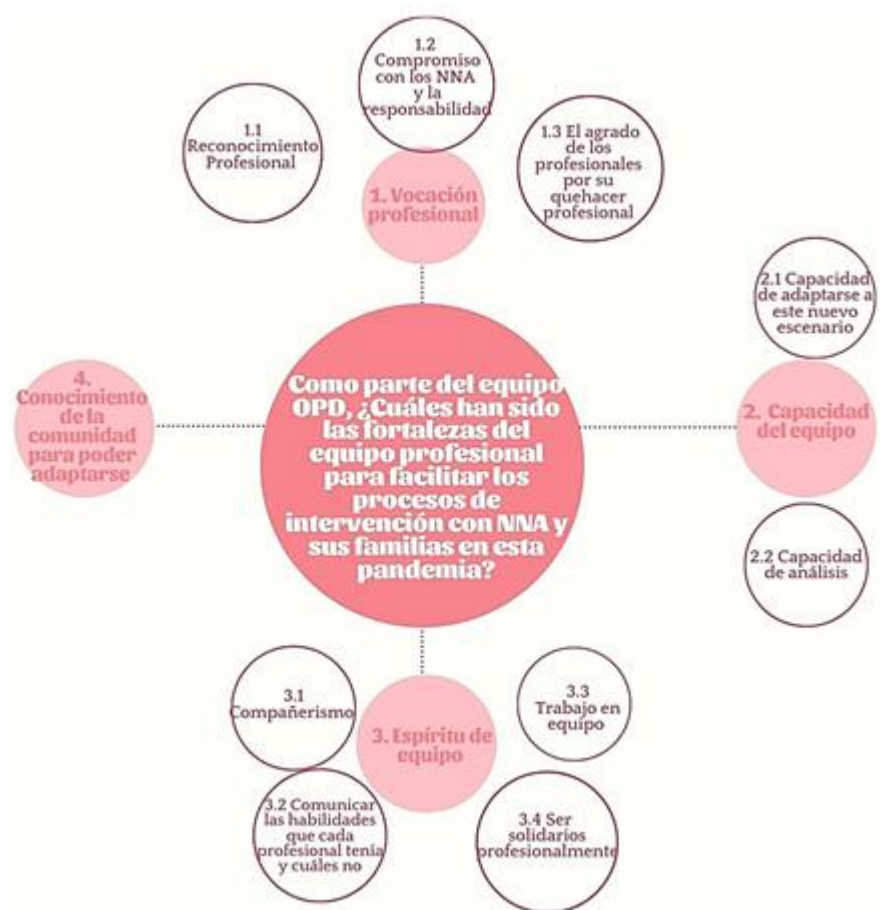 1.2
Compromiso
con los NNA
y la
responsabilidad
1.1
Reconocimiento
Profesional
1.3 El agrado
de los
profesionales
por su
quehacer
profesional
1. Vocación
profesional
2.1 Capacidad
de adaptarse a
este nuevo
escenario
4.
Conocimiento
de la
comunidad
para poder
adaptarse
Como parte del equipo
OPD, ¿Cuáles han sido
las fortalezas del
equipo profesional
para facilitar los
procesos de
intervención con NNA y
sus familias en esta
pandemia?
2. Capacidad
del equipo
2.2 Capacidad
de análisis
3.1
Compañerismo
3. Espíritu de
equipo
3.3
Trabajo en
equipo
3.2 Comunicar
las habilidades
que cada
profesional tenía
y cuáles no
3.4 Ser
solidarios
profesionalmente